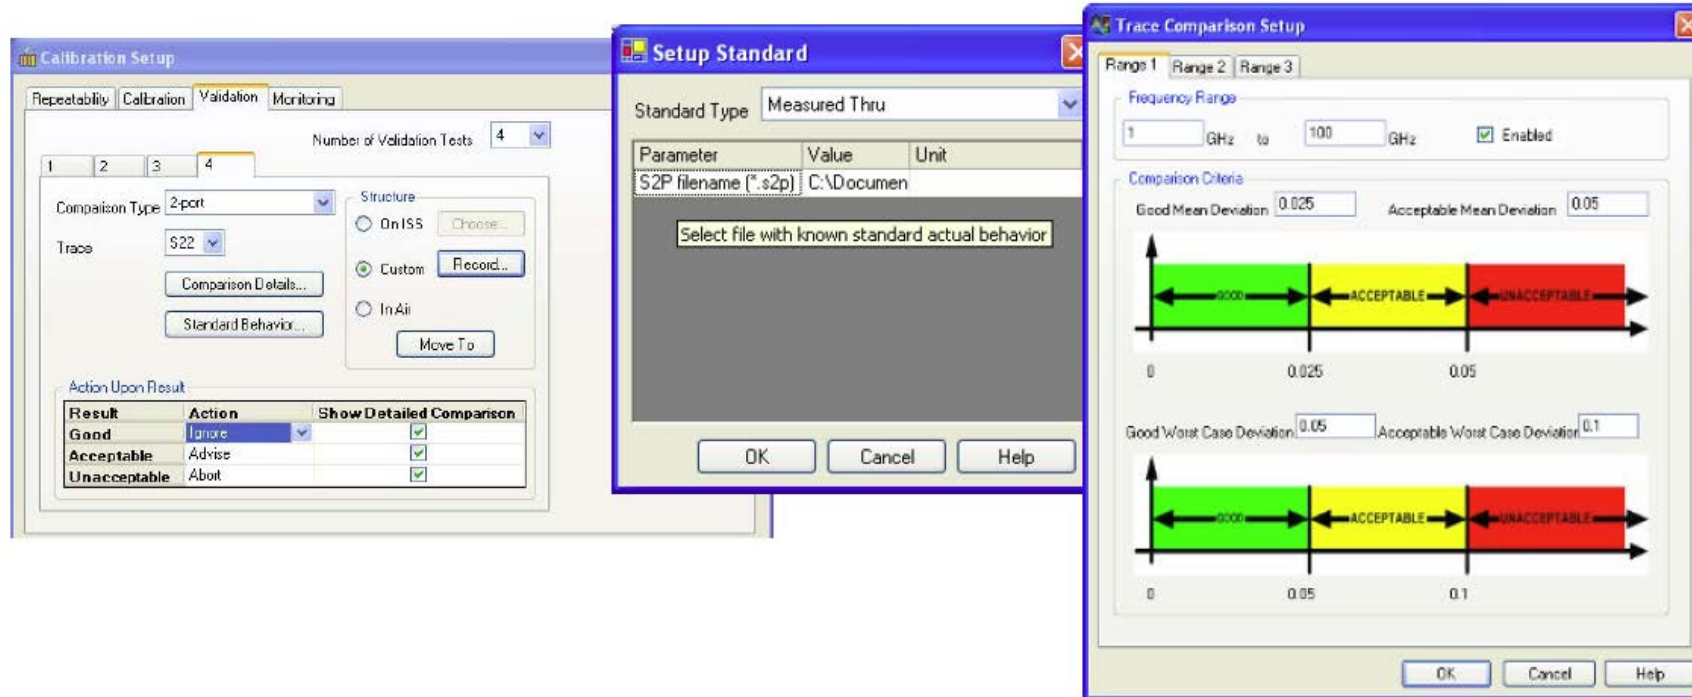 Calibration Setup
Repeatability Calibration Validation Monitoring
Number of Validation Tests 4
1 2 3 4
Comparison Type 2-port
Trace S22
Comparison Details...
Standard Behavior...
Structure
On ISS Choose...
Custom Record...
In Air
Move To
Action Upon Result
Result Action Show Detailed Comparison
Good Ignore
Acceptable Advise
Unacceptable Abort
Setup Standard
Standard Type Measured Thru
Parameter Value Unit
S2P filename (*.s2p) C:\Documen
Select file with known standard actual behavior
OK Cancel Help
Trace Comparison Setup
Range 1 Range 2 Range 3
Frequency Range
1 GHz to 100 GHz Enabled
Comparison Criteria
Good Mean Deviation 0.025 Acceptable Mean Deviation 0.05
GOOD ACCEPTABLE UNACCEPTABLE
0 0.025 0.05
Good Worst Case Deviation 0.05 Acceptable Worst Case Deviation 0.1
GOOD ACCEPTABLE UNACCEPTABLE
0 0.05 0.1
OK Cancel Help